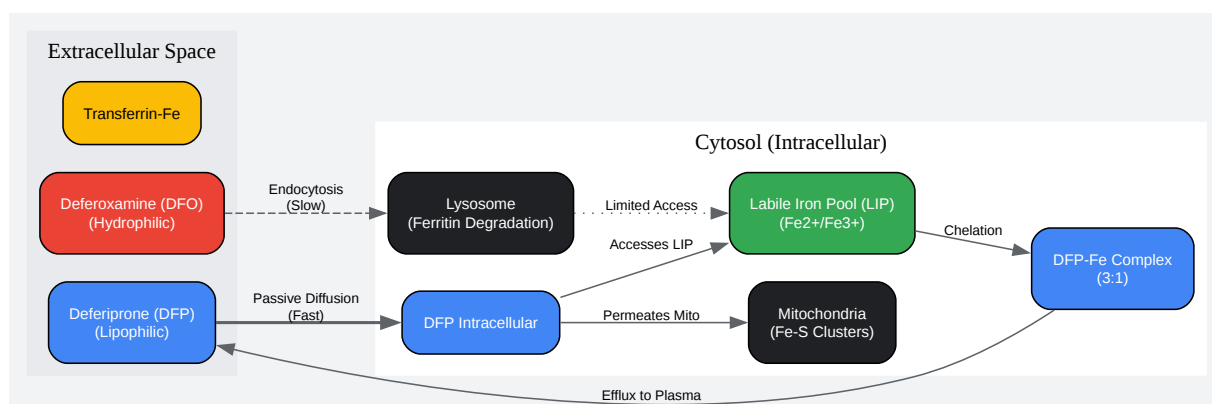 Extracellular Space
Transferrin-Fe
Cytosol (Intracellular)
Deferoxamine (DFO)
(Hydrophilic)
Endocytosis
(Slow)
Lysosome
(Ferritin Degradation)
Limited Access
Labile Iron Pool (LIP)
(Fe2+/Fe3+)
Chelation
Accesses LIP
DFP-Fe Complex
(3:1)
Deferiprone (DFP)
(Lipophilic)
Passive Diffusion
(Fast)
DFP Intracellular
Permeates Mito
Mitochondria
(Fe-S Clusters)
Efflux to Plasma